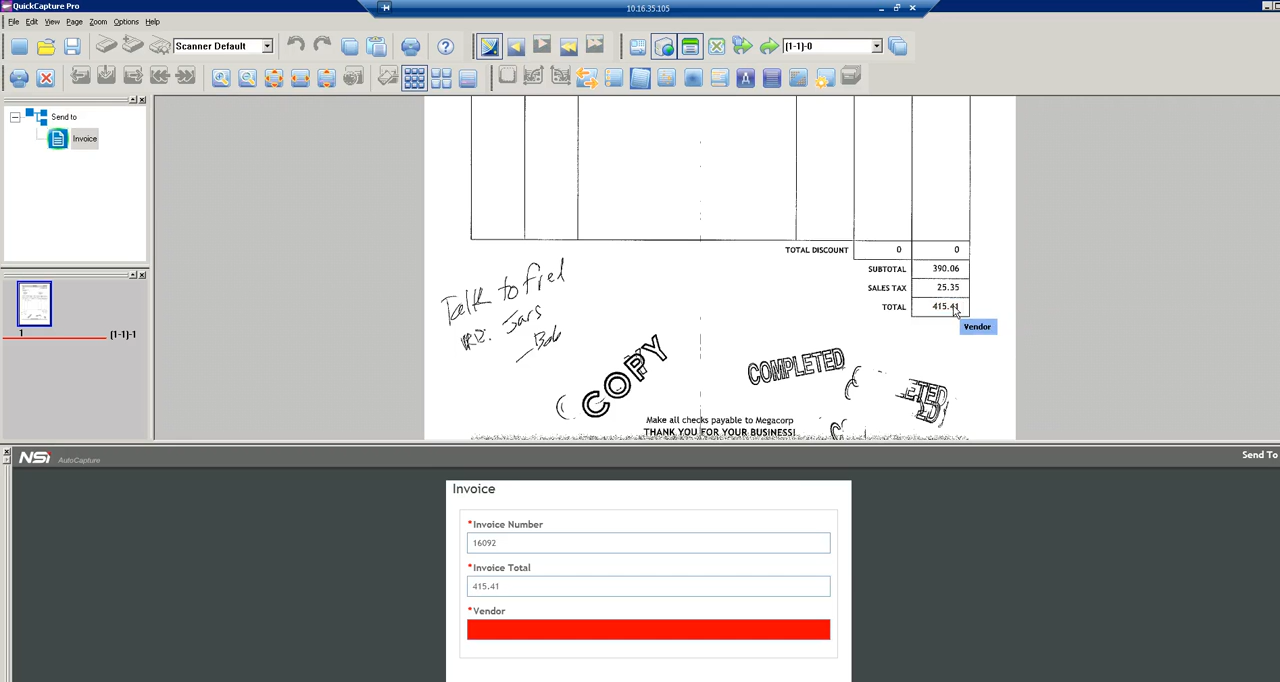 QuickCapture Pro
10.16.35.105
File Edit View Page Zoom Options Help
Scanner Default
[1-1]-0
Send to
Invoice
1
[1-1]-1
TOTAL DISCOUNT 0 0
SUBTOTAL 390.06
SALES TAX 25.35
TOTAL 415.41
Vendor
Talk to fred
RE: Jars
—Bob
COPY
COMPLETED
ETED
Make all checks payable to Megacorp
THANK YOU FOR YOUR BUSINESS!
NSi AutoCapture
Send To
Invoice
*Invoice Number
16092
*Invoice Total
415.41
*Vendor